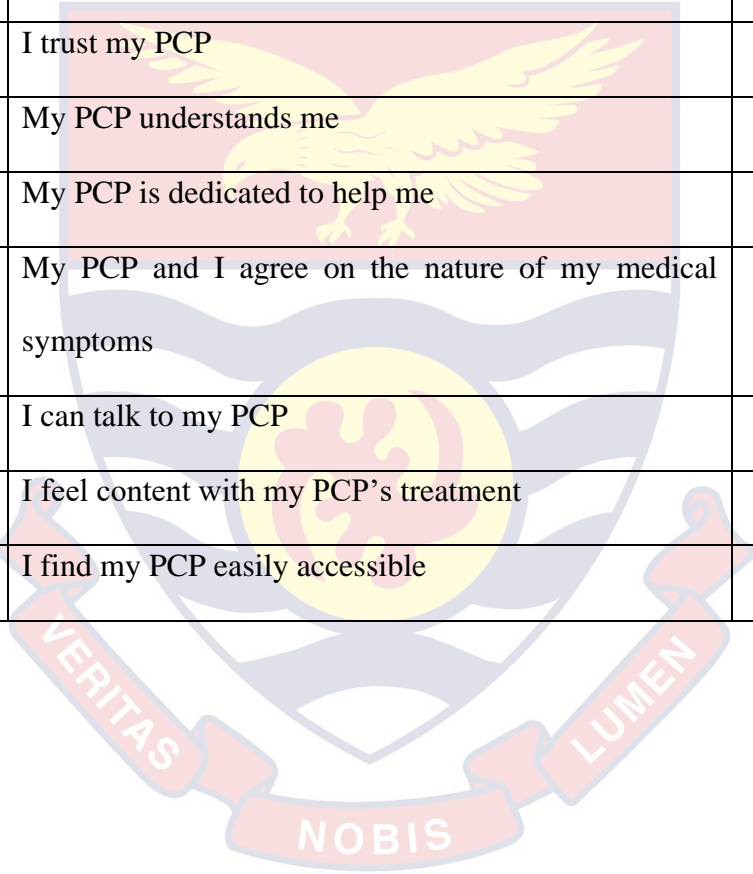 I trust my PCP
My PCP understands me
My PCP is dedicated to help me
My PCP and I agree on the nature of my medical
symptoms
I can talk to my PCP
I feel content with my PCP’s treatment
I find my PCP easily accessible
VERITAS
NOBIS
LUMEN